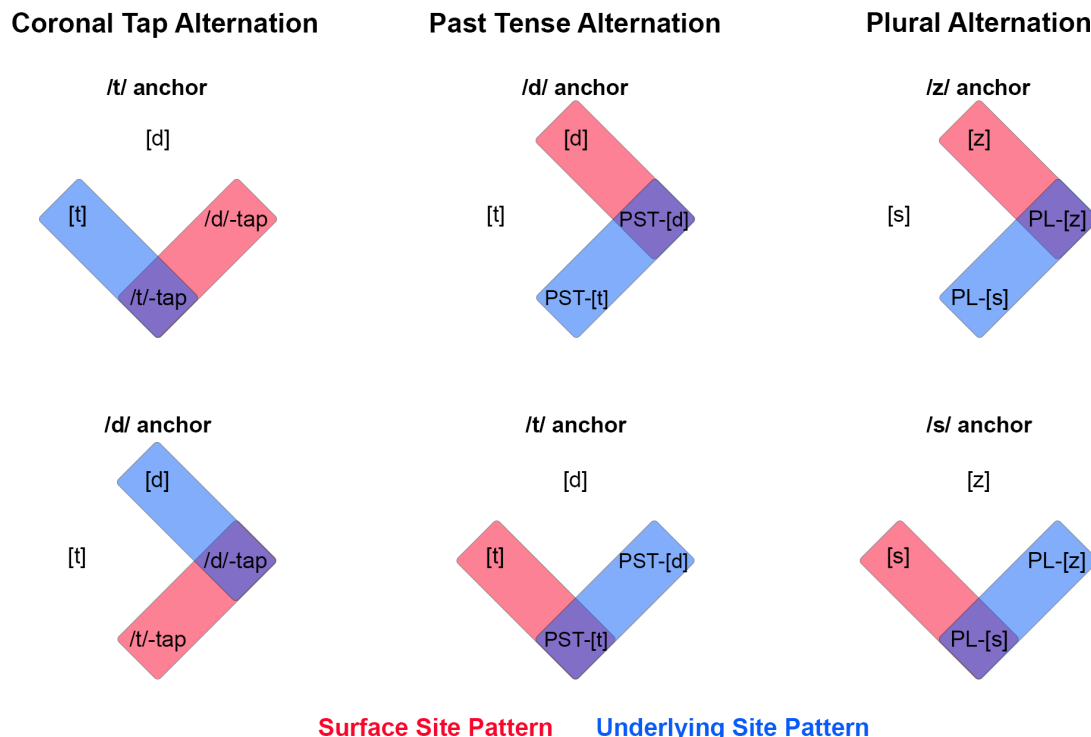 Coronal Tap Alternation Past Tense Alternation Plural Alternation
/t/ anchor /d/ anchor /z/ anchor
[d] [d] [z]
[t] /d/-tap [t] PST-[d] [s] PL-[z]
/t/-tap PST-[t] PL-[s]
/d/ anchor /t/ anchor /s/ anchor
[d] [d] [z]
[t] /d/-tap [t] PST-[d] [s] PL-[z]
/t/-tap PST-[t] PL-[s]
Surface Site Pattern Underlying Site Pattern